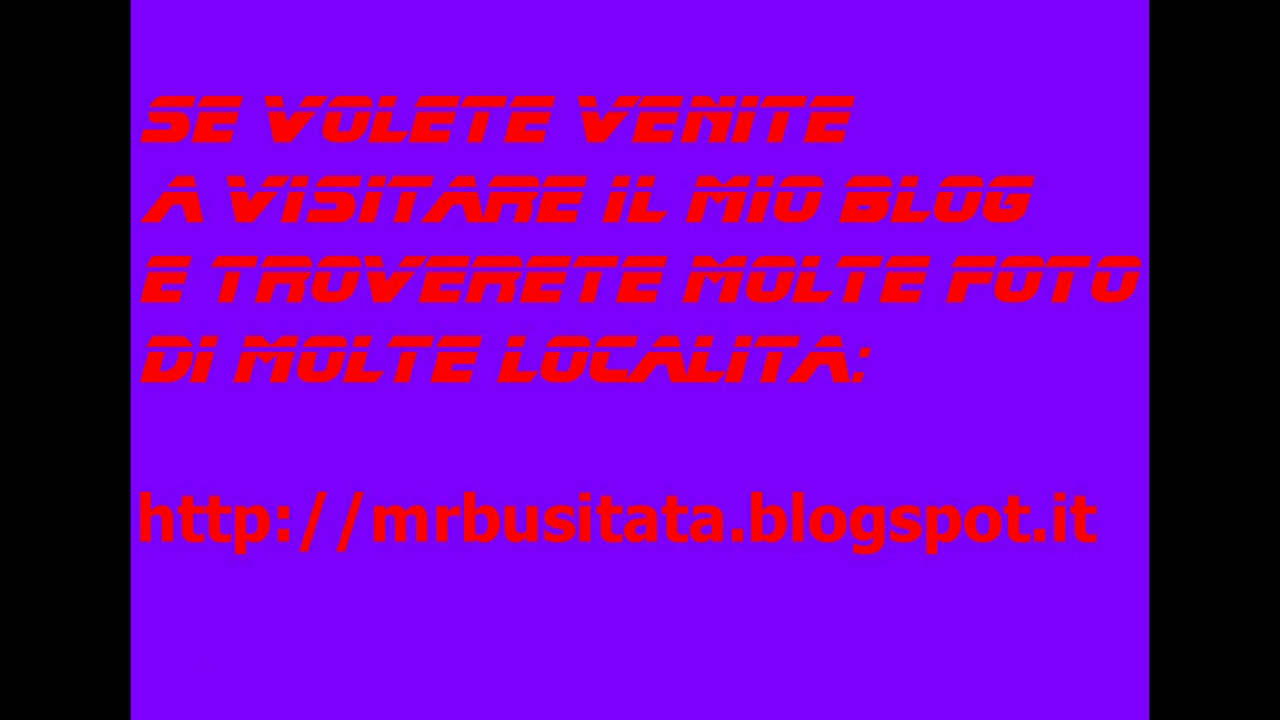 SE VOLETE VENITE
A VISITARE IL MIO BLOG
E TROVERETE MOLTE FOTO
DI MOLTE LOCALITA:
http://mrbusitata.blogspot.it